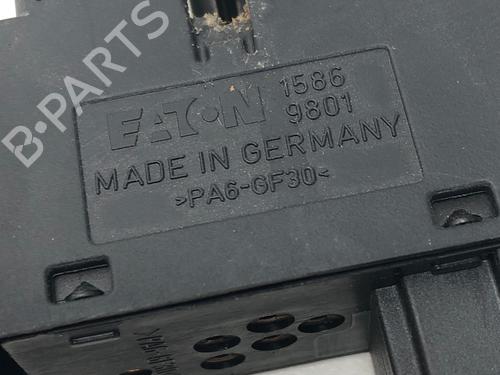 B-PARTS
EATON 1586
9801
MADE IN GERMANY
>PA6-GF30<